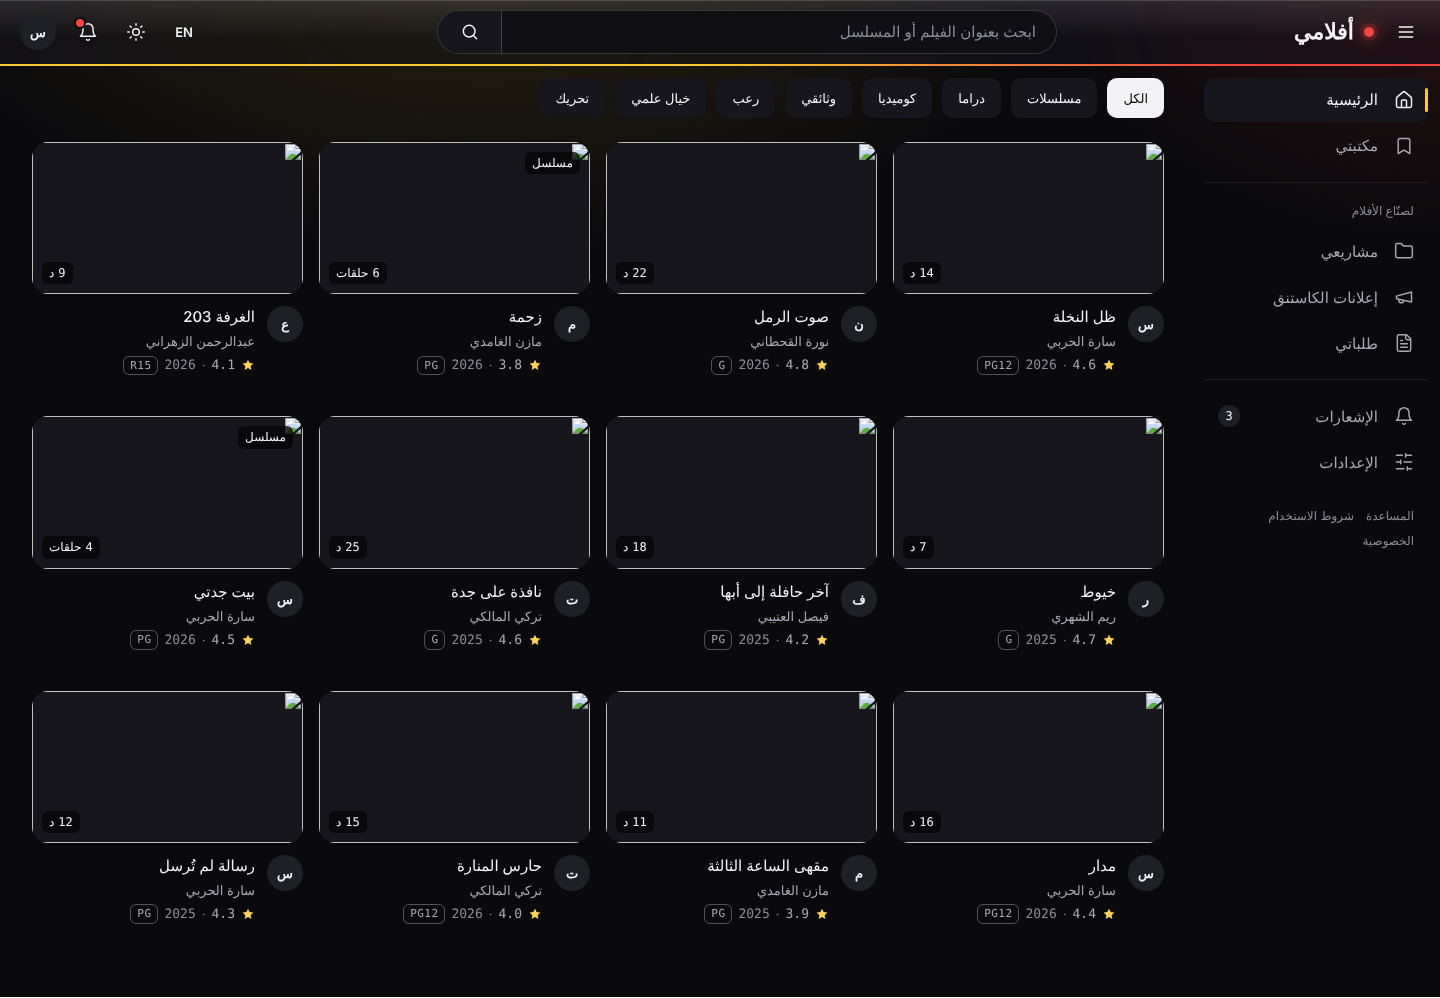 أفلامي
ابحث بعنوان الفيلم أو المسلسل
EN
س
الرئيسية
مكتبتي
لصنّاع الأفلام
مشاريعي
إعلانات الكاستنق
طلباتي
الإشعارات
3
الإعدادات
المساعدة شروط الاستخدام
الخصوصية
الكل
مسلسلات
دراما
كوميديا
وثائقي
رعب
خيال علمي
تحريك
14 د
س
ظل النخلة
سارة الحربي
4.6 · 2026 PG12
22 د
ن
صوت الرمل
نورة القحطاني
4.8 · 2026 G
مسلسل
6 حلقات
م
زحمة
مازن الغامدي
3.8 · 2026 PG
9 د
ع
الغرفة 203
عبدالرحمن الزهراني
4.1 · 2026 R15
7 د
ر
خيوط
ريم الشهري
4.7 · 2025 G
18 د
ف
آخر حافلة إلى أبها
فيصل العتيبي
4.2 · 2025 PG
25 د
ت
نافذة على جدة
تركي المالكي
4.6 · 2025 G
مسلسل
4 حلقات
س
بيت جدتي
سارة الحربي
4.5 · 2026 PG
16 د
س
مدار
سارة الحربي
4.4 · 2026 PG12
11 د
م
مقهى الساعة الثالثة
مازن الغامدي
3.9 · 2025 PG
15 د
ت
حارس المنارة
تركي المالكي
4.0 · 2026 PG12
12 د
س
رسالة لم تُرسل
سارة الحربي
4.3 · 2025 PG